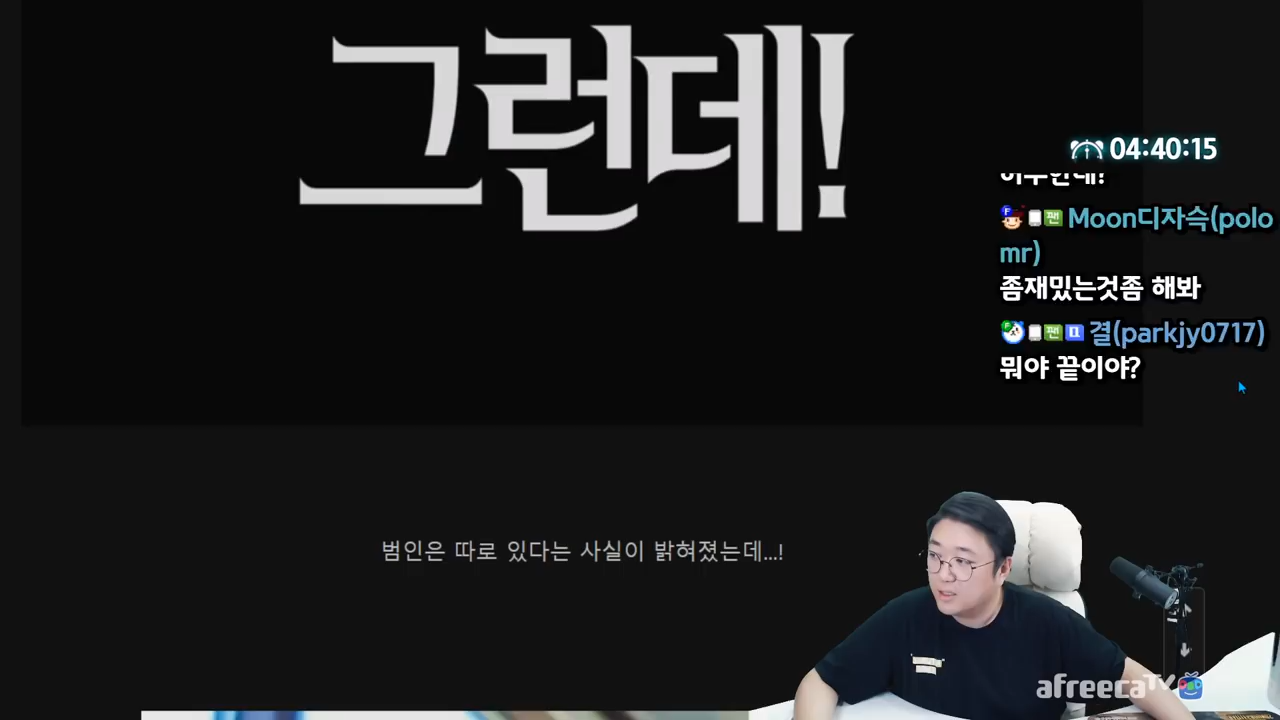 그런데!
04:40:15
Moon디자슥(polo
mr)
좀재밌는것좀 해봐
팬 결(parkjy0717)
뭐야 끝이야?
범인은 따로 있다는 사실이 밝혀졌는데...!
afreecaTV